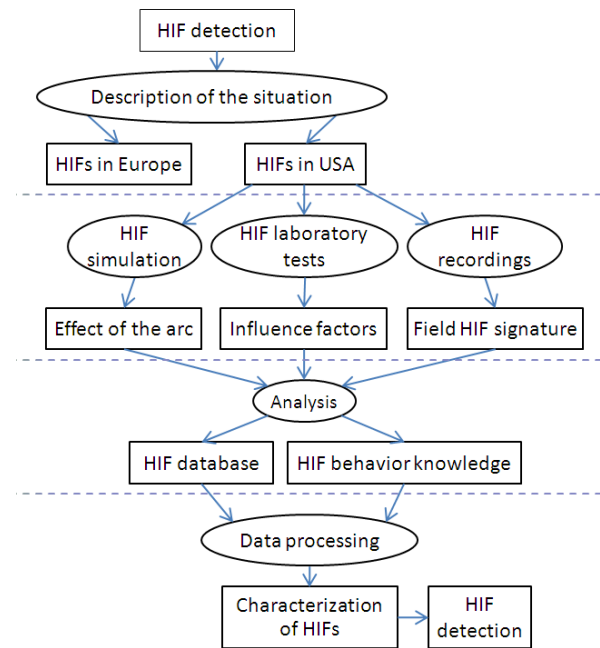 HIF detection
Description of the situation
HIFs in Europe
HIFs in USA
HIF
simulation
HIF laboratory
tests
HIF
recordings
Effect of the arc
Influence factors
Field HIF signature
Analysis
HIF database
HIF behavior knowledge
Data processing
Characterization
of HIFs
HIF
detection